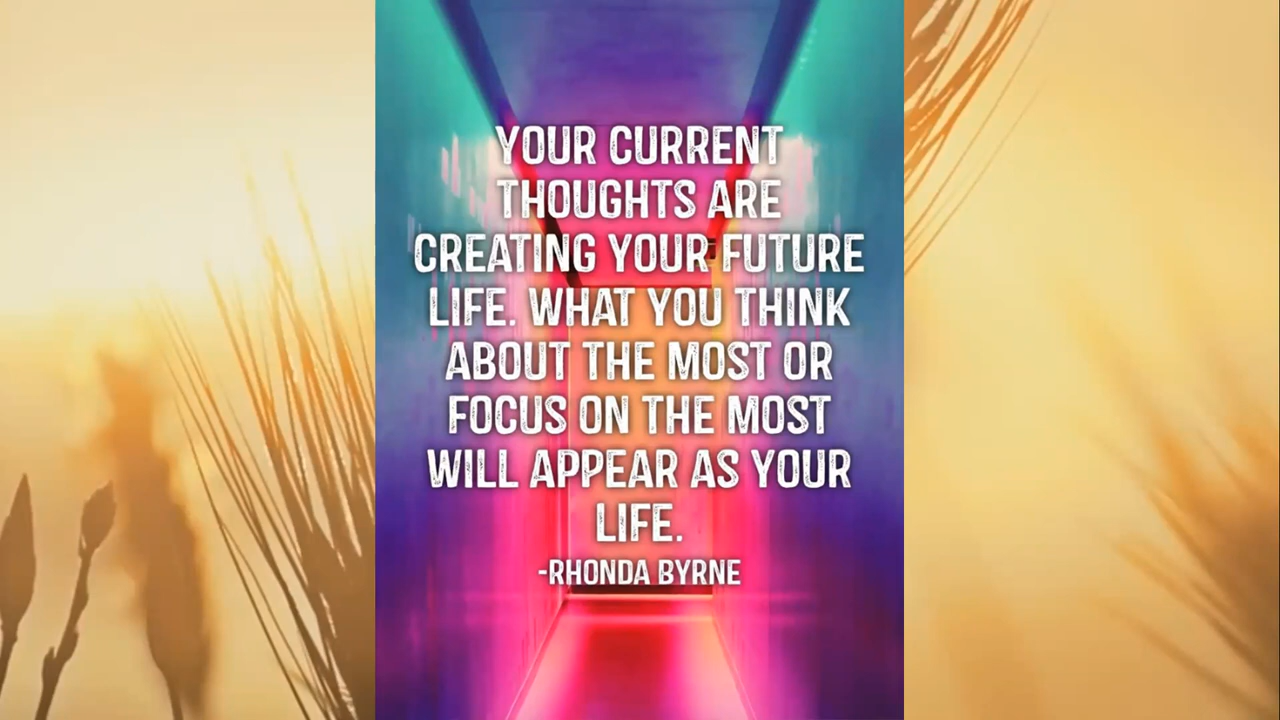 YOUR CURRENT
THOUGHTS ARE
CREATING YOUR FUTURE
LIFE. WHAT YOU THINK
ABOUT THE MOST OR
FOCUS ON THE MOST
WILL APPEAR AS YOUR
LIFE.
-RHONDA BYRNE